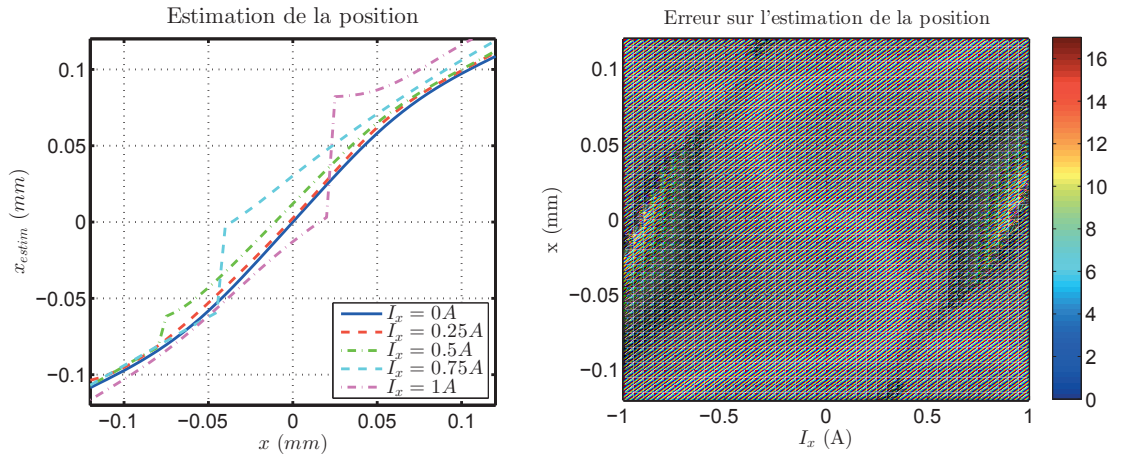 Estimation de la position
0.1
0.05
0
−0.05
−0.1
x_estim (mm)
−0.1
−0.05
0
0.05
0.1
x (mm)
I_x = 0A
I_x = 0.25A
I_x = 0.5A
I_x = 0.75A
I_x = 1A
Erreur sur l'estimation de la position
0.1
0.05
0
−0.05
−0.1
x (mm)
−1
−0.5
0
0.5
1
I_x (A)
16
14
12
10
8
6
4
2
0